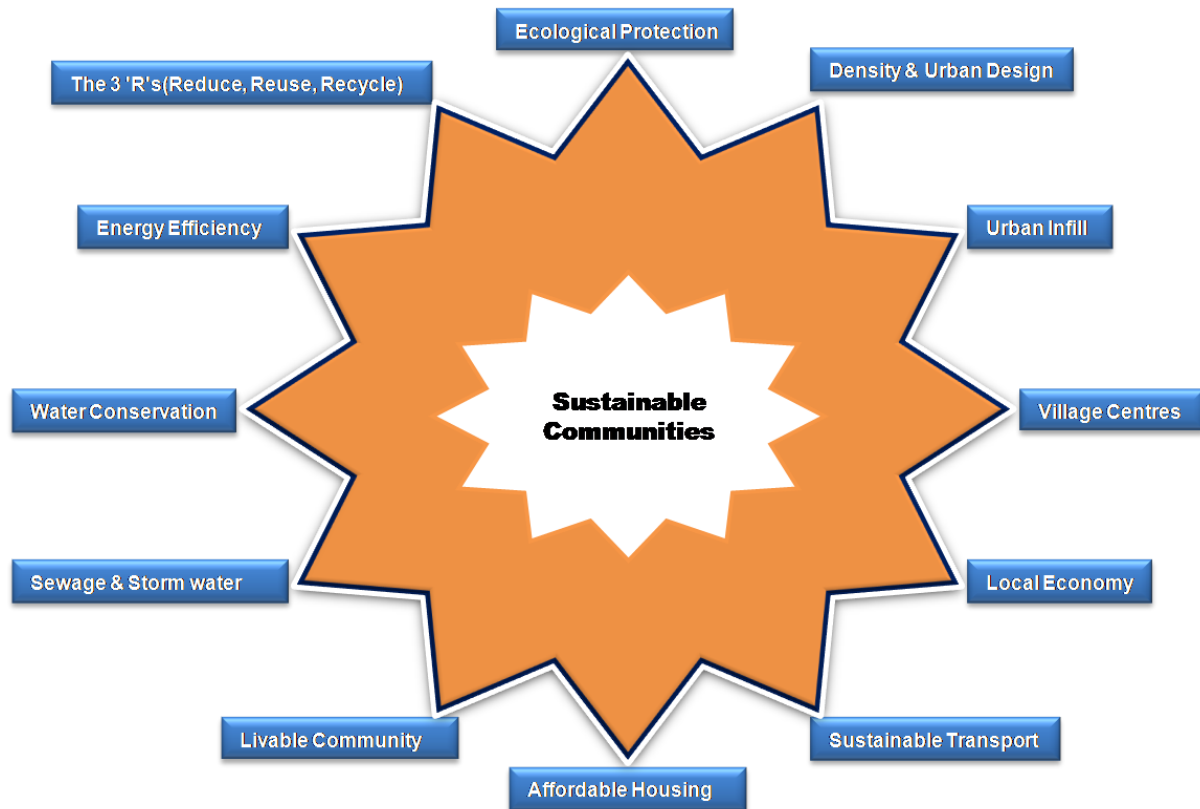 Ecological Protection
The 3 'R's(Reduce, Reuse, Recycle)
Density & Urban Design
Energy Efficiency
Urban Infill
Sustainable
Communities
Water Conservation
Village Centres
Sewage & Storm water
Local Economy
Livable Community
Sustainable Transport
Affordable Housing